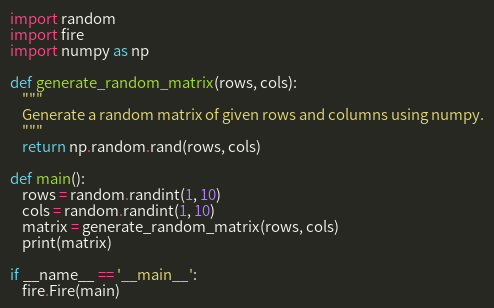 import random
import fire
import numpy as np

def generate_random_matrix(rows, cols):
    """
    Generate a random matrix of given rows and columns using numpy.
    """
    return np.random.rand(rows, cols)

def main():
    rows = random.randint(1, 10)
    cols = random.randint(1, 10)
    matrix = generate_random_matrix(rows, cols)
    print(matrix)

if __name__ == '__main__':
    fire.Fire(main)